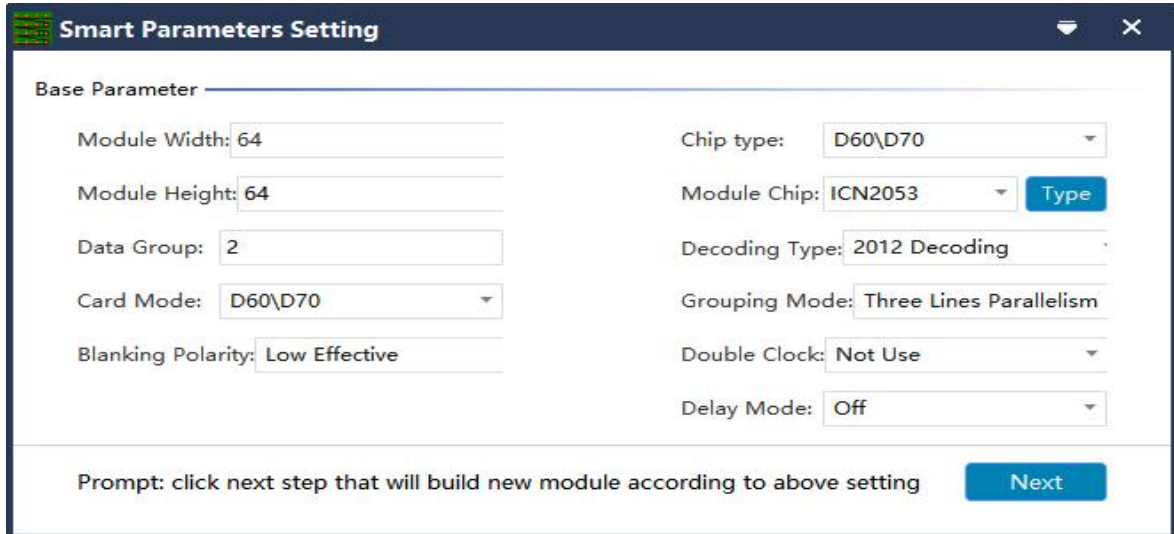 Smart Parameters Setting
Base Parameter
Module Width: 64
Chip type: D60\D70
Module Height: 64
Module Chip: ICN2053 Type
Data Group: 2
Decoding Type: 2012 Decoding
Card Mode: D60\D70
Grouping Mode: Three Lines Parallelism
Blanking Polarity: Low Effective
Double Clock: Not Use
Delay Mode: Off
Prompt: click next step that will build new module according to above setting
Next